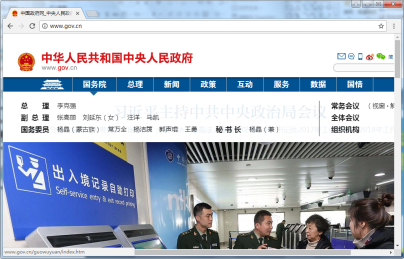 中国政府网_中央人民政
www.gov.cn
中华人民共和国中央人民政府
www.gov.cn
国务院 总理 新闻 政策 互动 服务 数据 国情
总 理 李克强 常务会议 (视窗·解
习近平主持中共中央政治局会议
副 总 理 张高丽 刘延东(女) 汪洋 马凯 全体会议
国务委员 杨晶(蒙古族) 常万全 杨洁篪 郭声琨 王勇 秘 书 长 杨晶(兼) 组织机构
出入境记录自助打印
Self-service entry & exit record printing
www.gov.cn/guowuyuan/index.htm